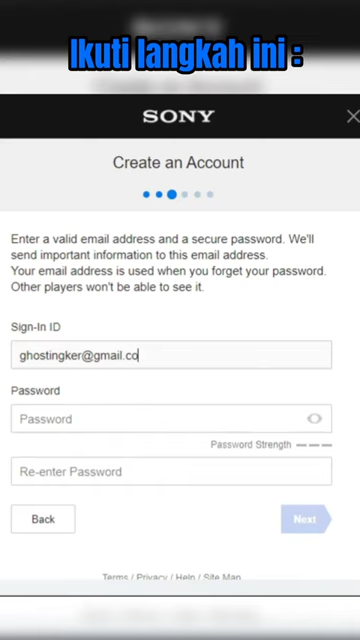 Ikuti langkah ini :
SONY
Create an Account
Enter a valid email address and a secure password. We'll
send important information to this email address.
Your email address is used when you forget your password.
Other players won't be able to see it.
Sign-In ID
ghostingker@gmail.co
Password
Password
Password Strength
Re-enter Password
Back
Next
Terms / Privacy / Help / Site Map